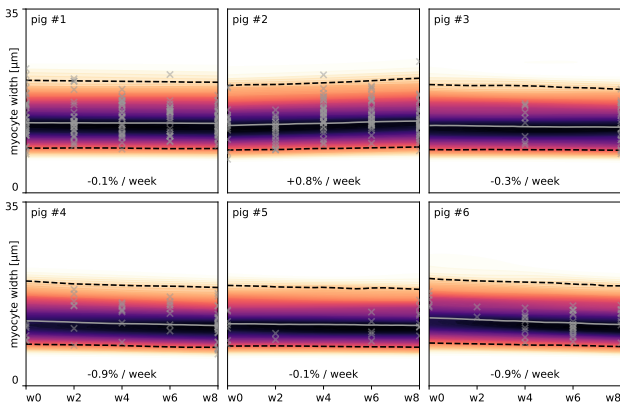 35
pig #1
pig #2
pig #3
myocyte width [µm]
-0.1% / week
+0.8% / week
-0.3% / week
0
35
pig #4
pig #5
pig #6
myocyte width [µm]
-0.9% / week
-0.1% / week
-0.9% / week
0
w0 w2 w4 w6 w8 w0 w2 w4 w6 w8 w0 w2 w4 w6 w8